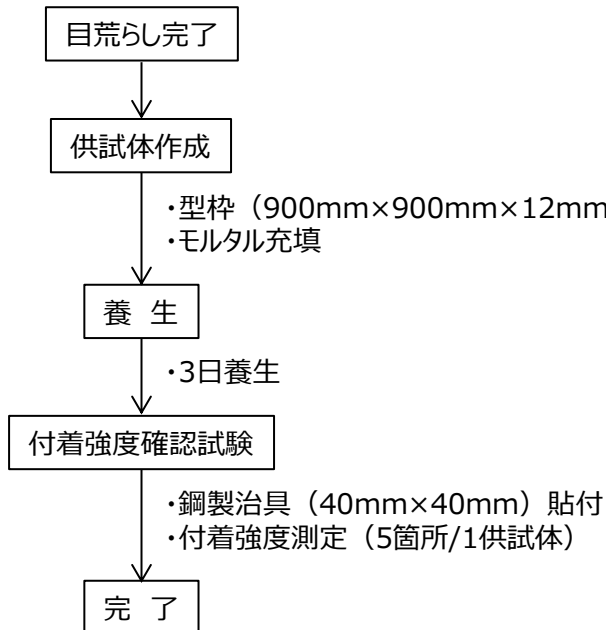 目荒らし完了
供試体作成
・型枠（900mm×900mm×12mm
・モルタル充填
養 生
・3日養生
付着強度確認試験
・鋼製治具（40mm×40mm）貼付
・付着強度測定（5箇所/1供試体）
完 了